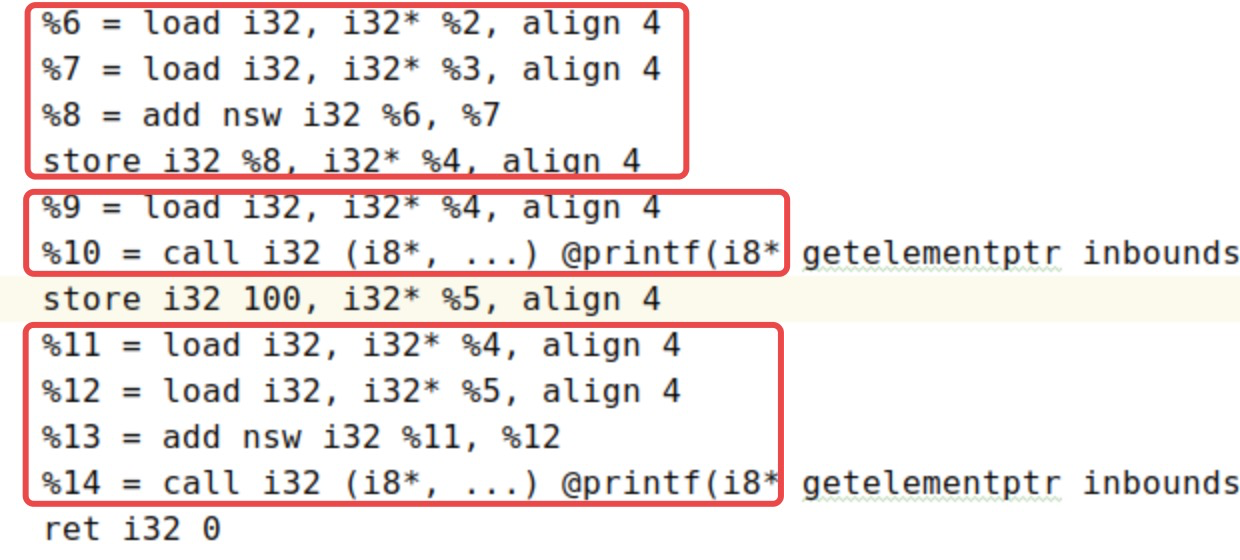 %6 = load i32, i32* %2, align 4
%7 = load i32, i32* %3, align 4
%8 = add nsw i32 %6, %7
store i32 %8, i32* %4, align 4
%9 = load i32, i32* %4, align 4
%10 = call i32 (i8*, ...) @printf(i8* getelementptr inbounds
store i32 100, i32* %5, align 4
%11 = load i32, i32* %4, align 4
%12 = load i32, i32* %5, align 4
%13 = add nsw i32 %11, %12
%14 = call i32 (i8*, ...) @printf(i8* getelementptr inbounds
ret i32 0